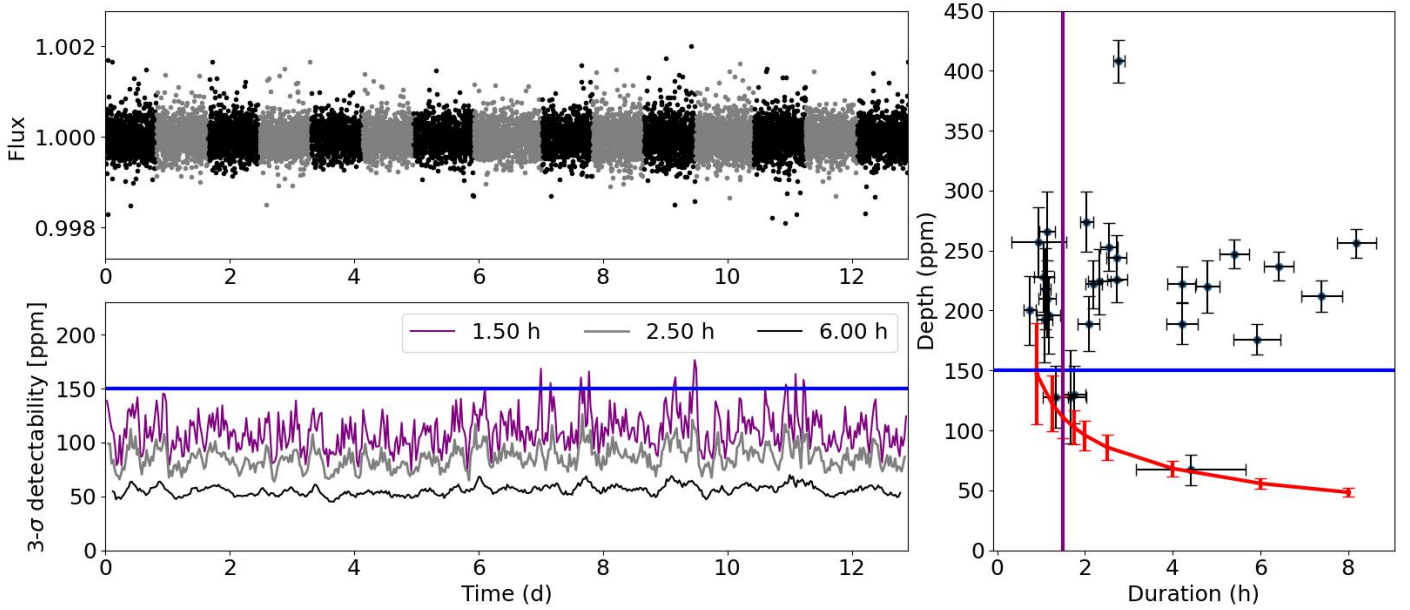 1.002
1.000
0.998
Flux
0 2 4 6 8 10 12
1.50 h 2.50 h 6.00 h
200
150
100
50
0
3-σ detectability [ppm]
0 2 4 6 8 10 12
Time (d)
450
400
350
300
250
200
150
100
50
0
Depth (ppm)
0 2 4 6 8
Duration (h)